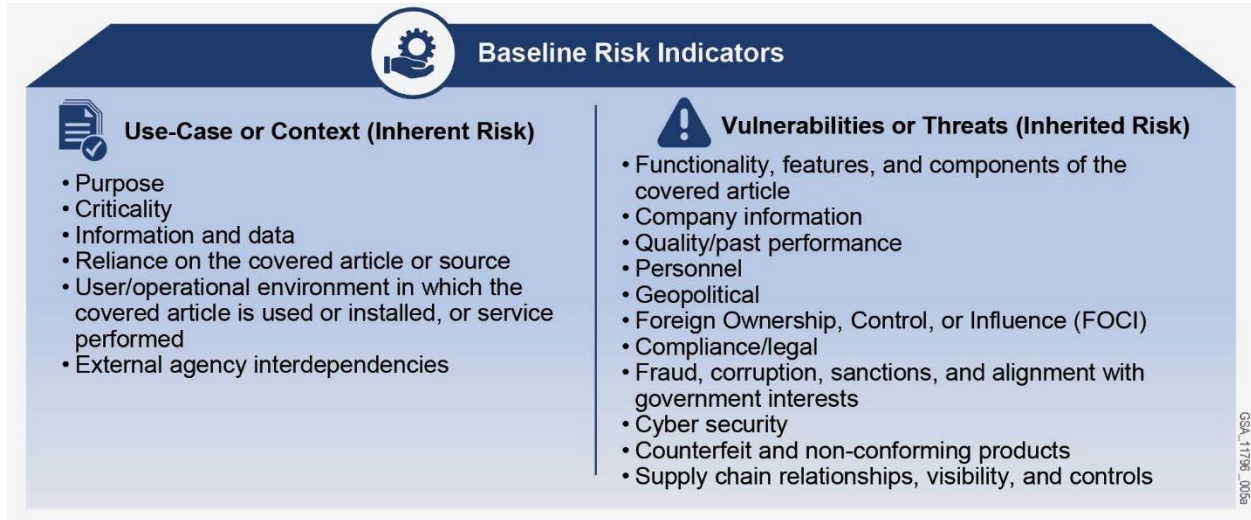 Baseline Risk Indicators
Use-Case or Context (Inherent Risk)
• Purpose
• Criticality
• Information and data
• Reliance on the covered article or source
• User/operational environment in which the
covered article is used or installed, or service
performed
• External agency interdependencies
Vulnerabilities or Threats (Inherited Risk)
• Functionality, features, and components of the
covered article
• Company information
• Quality/past performance
• Personnel
• Geopolitical
• Foreign Ownership, Control, or Influence (FOCI)
• Compliance/legal
• Fraud, corruption, sanctions, and alignment with
government interests
• Cyber security
• Counterfeit and non-conforming products
• Supply chain relationships, visibility, and controls
GSA_11796_005a